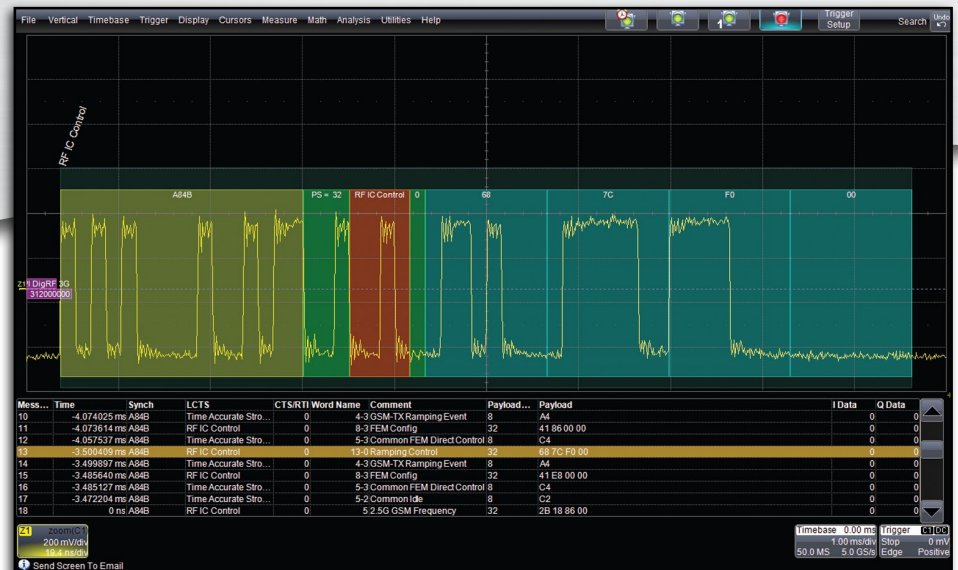 File Vertical Timebase Trigger Display Cursors Measure Math Analysis Utilities Help 1 Trigger Setup Search Undo
RF IC Control
A84B PS = 32 RF IC Control 0 68 7C F0 00
Z1 DigRF 3G
312000000
Mess... Time Synch LCTS CTS/RTI Word Name Comment Payload... Payload I Data Q Data
10 -4.074025 ms A84B Time Accurate Stro... 0 4-3 GSM-TX Ramping Event 8 A4 0 0
11 -4.073614 ms A84B RF IC Control 0 8-3 FEM Config 32 41 86 00 00 0 0
12 -4.057537 ms A84B Time Accurate Stro... 0 5-3 Common FEM Direct Control 8 C4 0 0
13 -3.500409 ms A84B RF IC Control 0 13-0 Ramping Control 32 68 7C F0 00 0 0
14 -3.499897 ms A84B Time Accurate Stro... 0 4-3 GSM-TX Ramping Event 8 A4 0 0
15 -3.485640 ms A84B RF IC Control 0 8-3 FEM Config 32 41 E8 00 00 0 0
16 -3.485127 ms A84B Time Accurate Stro... 0 5-3 Common FEM Direct Control 8 C4 0 0
17 -3.472204 ms A84B Time Accurate Stro... 0 5-2 Common Idle 8 C2 0 0
18 0 ns A84B RF IC Control 0 5:2.5G GSM Frequency 32 2B 18 86 00 0 0
Z1 zoom(C1)
200 mV/div
19.4 ns/div
Timebase 0.00 ms Trigger C1 DC
1.00 ms/div Stop 0 mV
50.0 MS 5.0 GS/s Edge Positive
Send Screen To Email